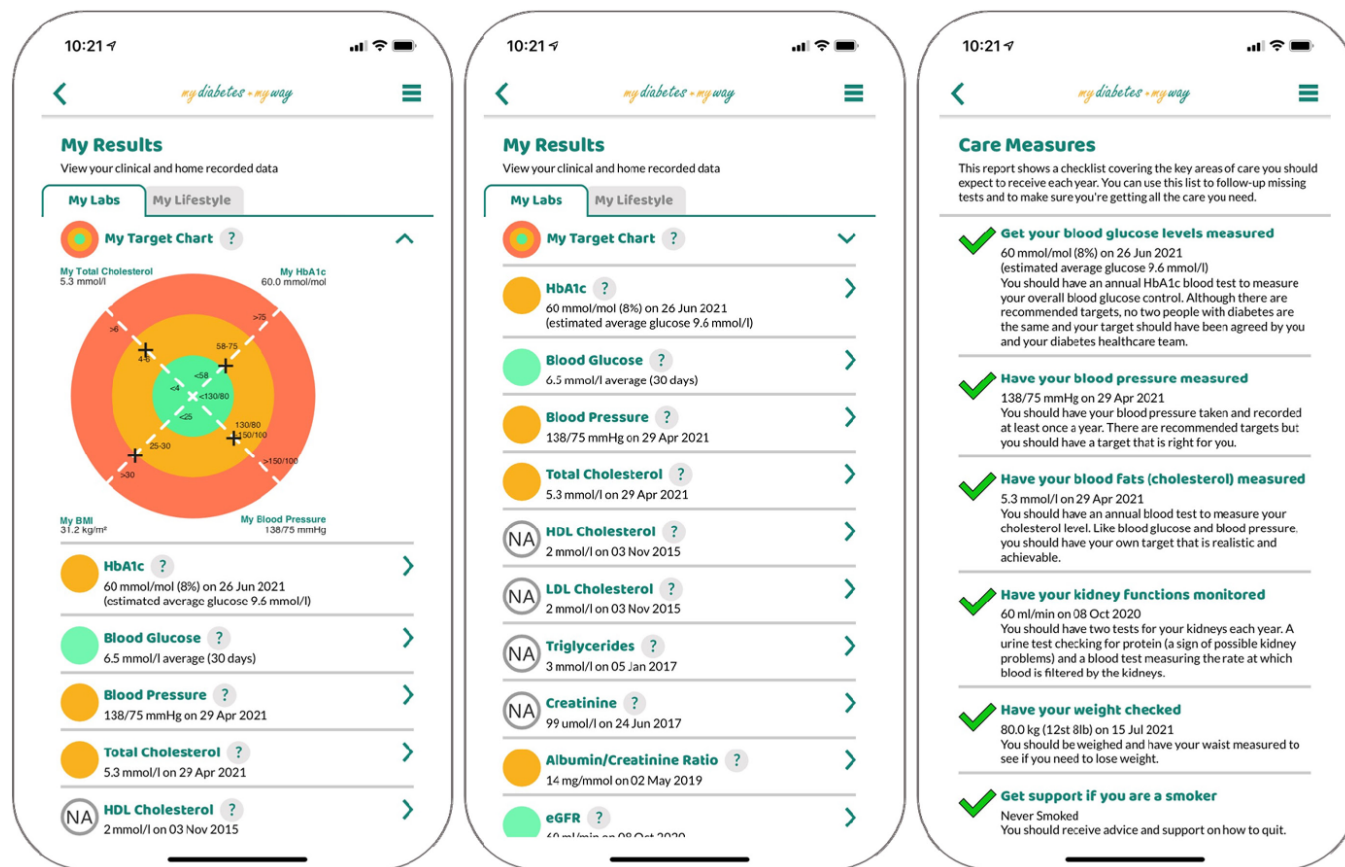 10:21
my diabetes • my way
My Results
View your clinical and home recorded data
My Labs
My Lifestyle
My Target Chart ?
My Total Cholesterol
5.3 mmol/l
My HbA1c
60.0 mmol/mol
>6
>75
4-6
58-75
<58
<4
<130/80
<25
130/80
150/100
25-30
>150/100
>30
My BMI
31.2 kg/m²
My Blood Pressure
138/75 mmHg
HbA1c ?
60 mmol/mol (8%) on 26 Jun 2021
(estimated average glucose 9.6 mmol/l)
Blood Glucose ?
6.5 mmol/l average (30 days)
Blood Pressure ?
138/75 mmHg on 29 Apr 2021
Total Cholesterol ?
5.3 mmol/l on 29 Apr 2021
NA
HDL Cholesterol ?
2 mmol/l on 03 Nov 2015
10:21
my diabetes • my way
My Results
View your clinical and home recorded data
My Labs
My Lifestyle
My Target Chart ?
HbA1c ?
60 mmol/mol (8%) on 26 Jun 2021
(estimated average glucose 9.6 mmol/l)
Blood Glucose ?
6.5 mmol/l average (30 days)
Blood Pressure ?
138/75 mmHg on 29 Apr 2021
Total Cholesterol ?
5.3 mmol/l on 29 Apr 2021
NA
HDL Cholesterol ?
2 mmol/l on 03 Nov 2015
NA
LDL Cholesterol ?
2 mmol/l on 03 Nov 2015
NA
Triglycerides ?
3 mmol/l on 05 Jan 2017
NA
Creatinine ?
99 umol/l on 24 Jun 2017
Albumin/Creatinine Ratio ?
14 mg/mmol on 02 May 2019
eGFR ?
60 ml/min on 08 Oct 2020
10:21
my diabetes • my way
Care Measures
This report shows a checklist covering the key areas of care you should
expect to receive each year. You can use this list to follow-up missing
tests and to make sure you're getting all the care you need.
Get your blood glucose levels measured
60 mmol/mol (8%) on 26 Jun 2021
(estimated average glucose 9.6 mmol/l)
You should have an annual HbA1c blood test to measure
your overall blood glucose control. Although there are
recommended targets, no two people with diabetes are
the same and your target should have been agreed by you
and your diabetes healthcare team.
Have your blood pressure measured
138/75 mmHg on 29 Apr 2021
You should have your blood pressure taken and recorded
at least once a year. There are recommended targets but
you should have a target that is right for you.
Have your blood fats (cholesterol) measured
5.3 mmol/l on 29 Apr 2021
You should have an annual blood test to measure your
cholesterol level. Like blood glucose and blood pressure,
you should have your own target that is realistic and
achievable.
Have your kidney functions monitored
60 ml/min on 08 Oct 2020
You should have two tests for your kidneys each year. A
urine test checking for protein (a sign of possible kidney
problems) and a blood test measuring the rate at which
blood is filtered by the kidneys.
Have your weight checked
80.0 kg (12st 8lb) on 15 Jul 2021
You should be weighed and have your waist measured to
see if you need to lose weight.
Get support if you are a smoker
Never Smoked
You should receive advice and support on how to quit.